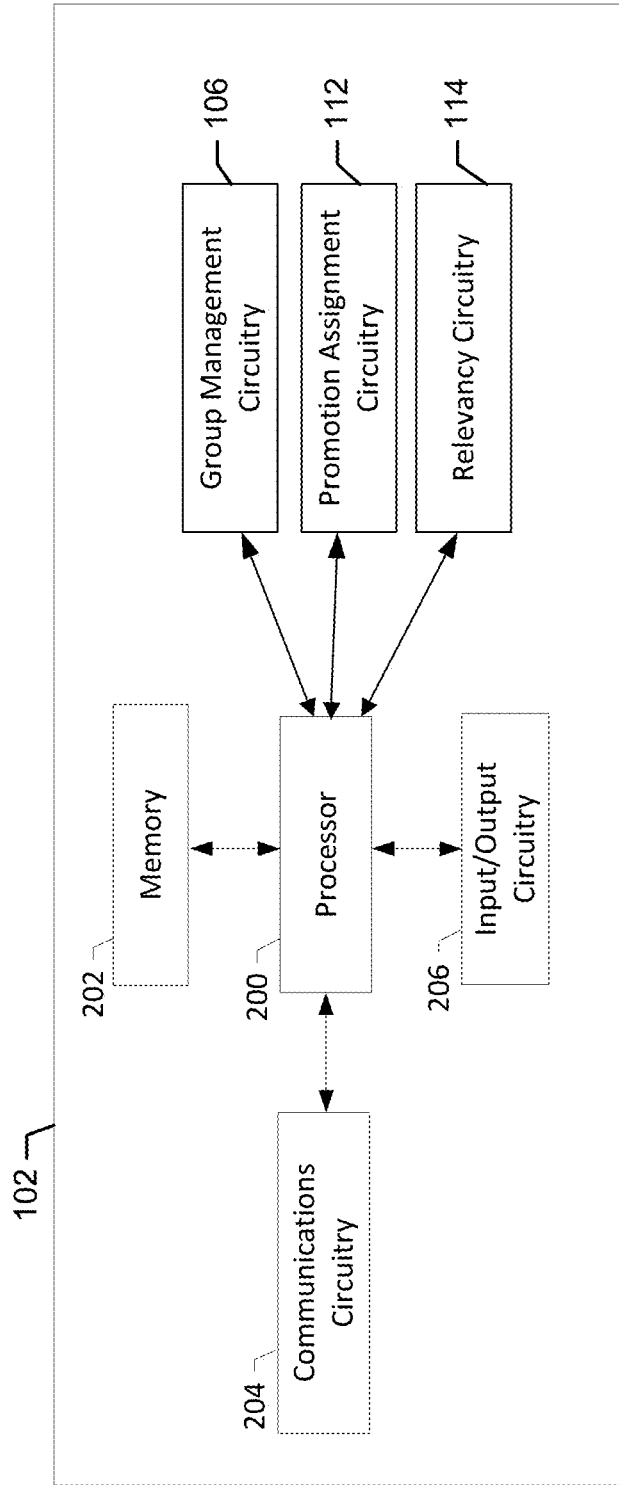 102
202
Memory
204
Communications
Circuitry
200
Processor
206
Input/Output
Circuitry
Group Management
Circuitry
106
Promotion Assignment
Circuitry
112
Relevancy Circuitry
114